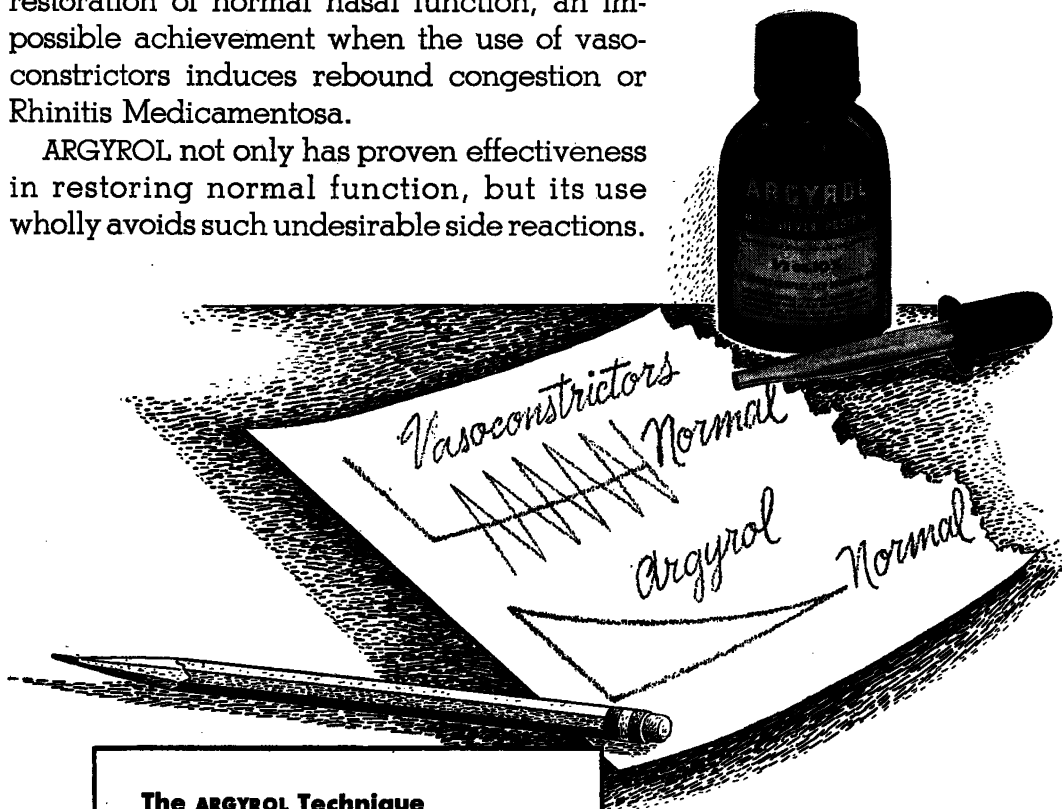 restoration of normal nasal function, an im-
possible achievement when the use of vaso-
constrictors induces rebound congestion or
Rhinitis Medicamentosa.
ARGYROL not only has proven effectiveness
in restoring normal function, but its use
wholly avoids such undesirable side reactions.
ARGYROL
Vasoconstrictors
Normal
Argyrol
Normal
The ARGYROL Technique